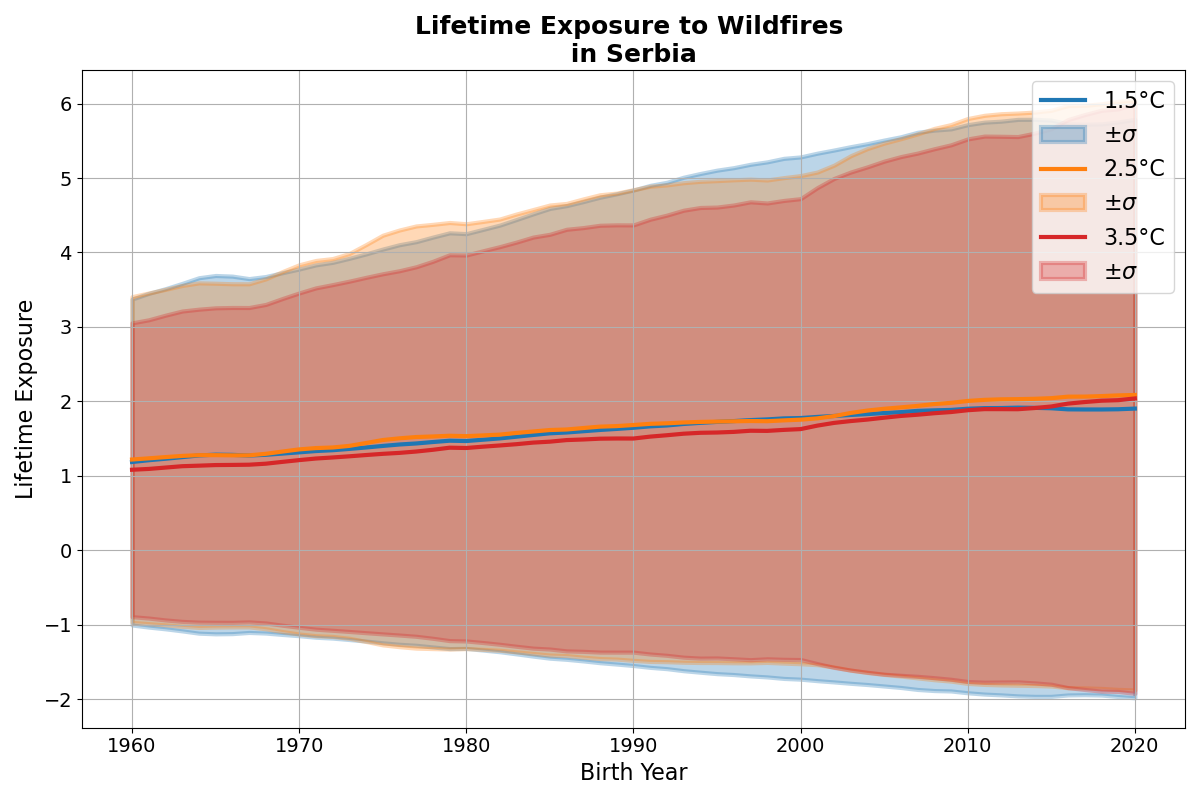 Lifetime Exposure to Wildfires
in Serbia
Lifetime Exposure
6
5
4
3
2
1
0
−1
−2
1960
1970
1980
1990
2000
2010
2020
Birth Year
1.5°C
±σ
2.5°C
±σ
3.5°C
±σ